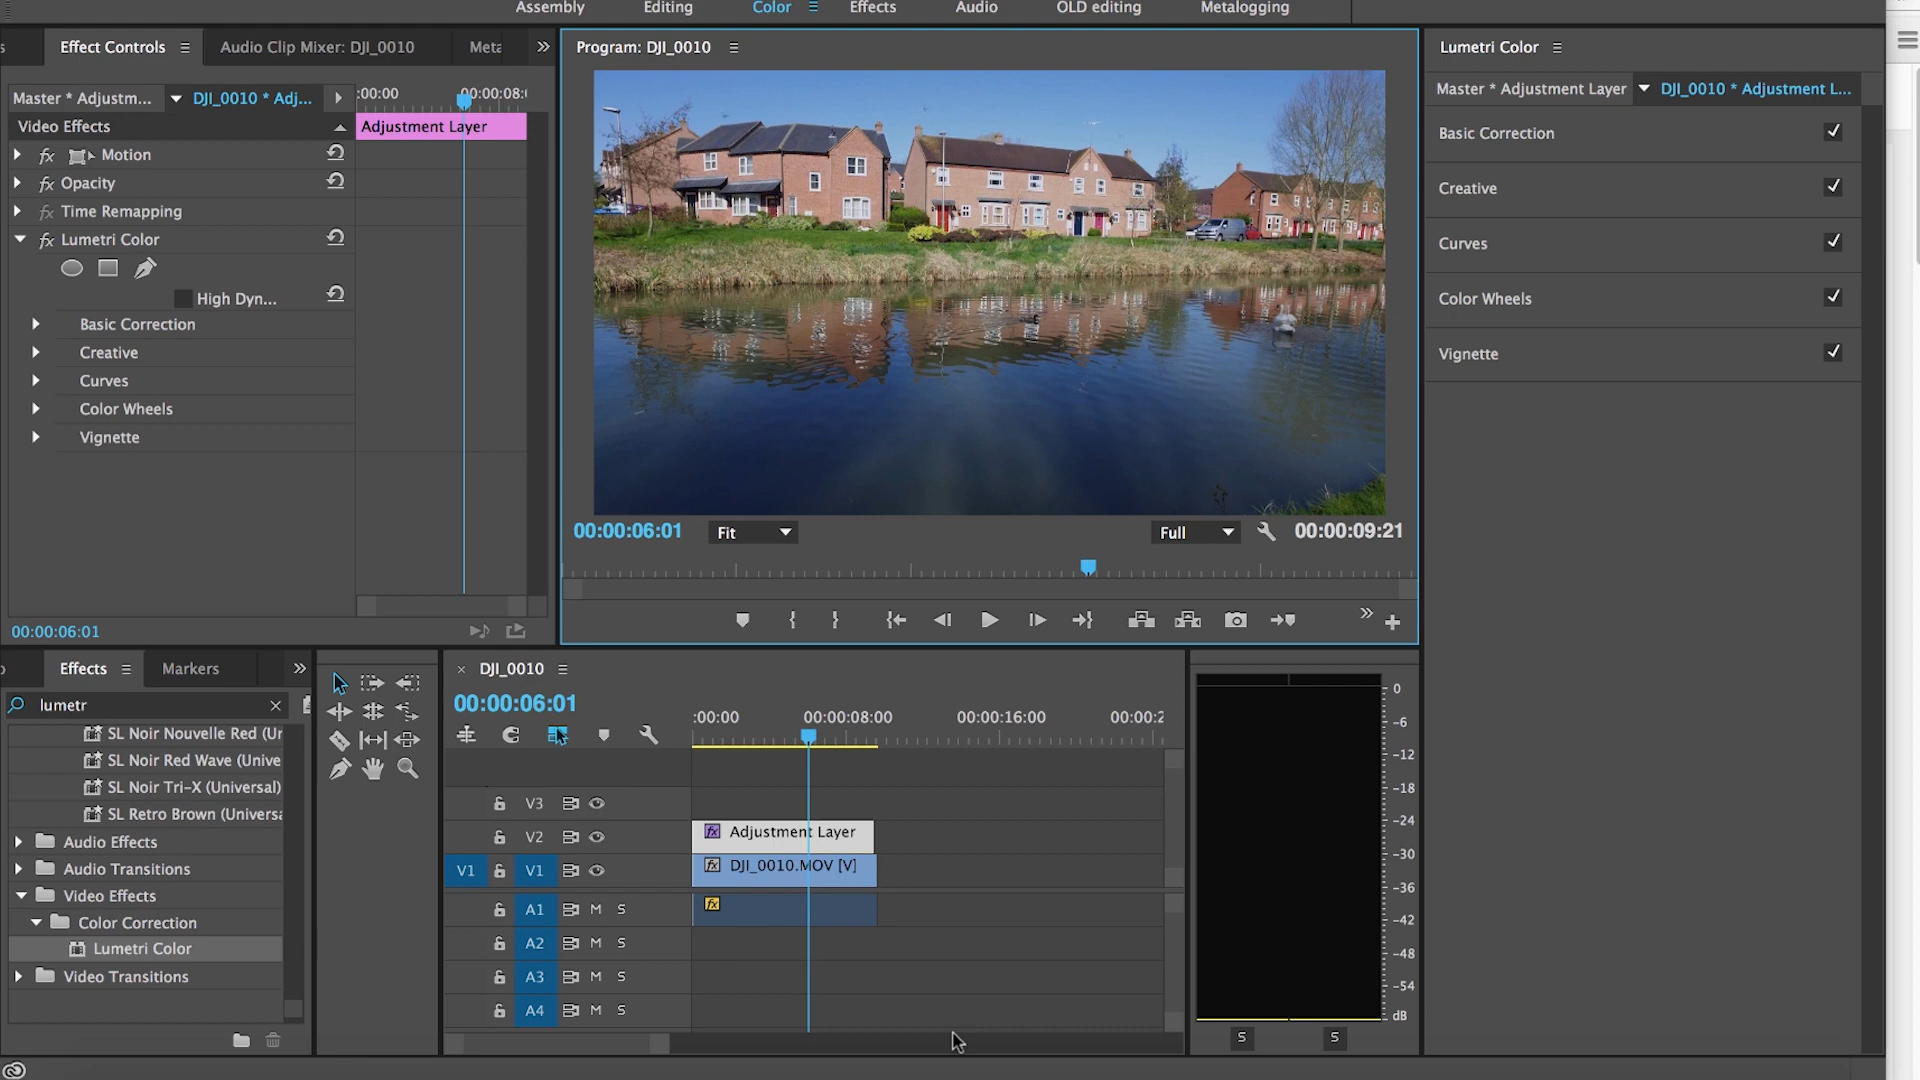 Assembly Editing Color Effects Audio OLD editing Metalogging
Effect Controls Audio Clip Mixer: DJI_0010 Meta
Program: DJI_0010
Lumetri Color
Master * Adjustm... DJI_0010 * Adj...
:00:00 00:00:08:
Master * Adjustment Layer DJI_0010 * Adjustment L...
Video Effects
Adjustment Layer
fx Motion
fx Opacity
fx Time Remapping
fx Lumetri Color
High Dyn...
Basic Correction
Creative
Curves
Color Wheels
Vignette
Basic Correction
Creative
Curves
Color Wheels
Vignette
00:00:06:01 Fit Full 00:00:09:21
00:00:06:01
Effects Markers
lumetr
SL Noir Nouvelle Red (Ur
SL Noir Red Wave (Unive
SL Noir Tri-X (Universal)
SL Retro Brown (Universa
Audio Effects
Audio Transitions
Video Effects
Color Correction
Lumetri Color
Video Transitions
DJI_0010
00:00:06:01
:00:00 00:00:08:00 00:00:16:00 00:00:2
V3
V2 fx Adjustment Layer
V1 V1 fx DJI_0010.MOV [V]
A1 M S fx
A2 M S
A3 M S
A4 M S
0
-6
-12
-18
-24
-30
-36
-42
-48
-54
dB
S S